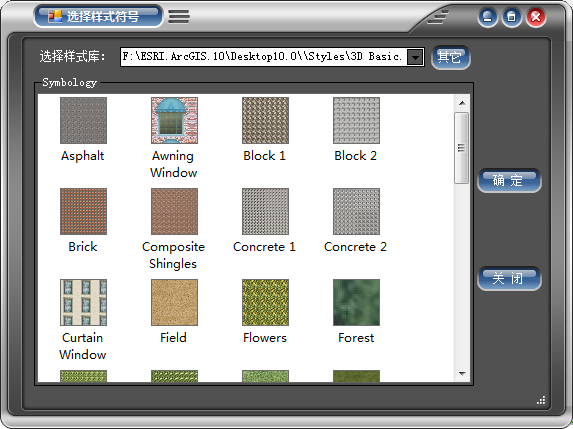 选择样式符号
选择样式库：
F:\ESRI.ArcGIS.10\Desktop10.0\\Styles\3D Basic.
其它
Symbology
Asphalt
Awning
Window
Block 1
Block 2
Brick
Composite
Shingles
Concrete 1
Concrete 2
Curtain
Window
Field
Flowers
Forest
确 定
关 闭